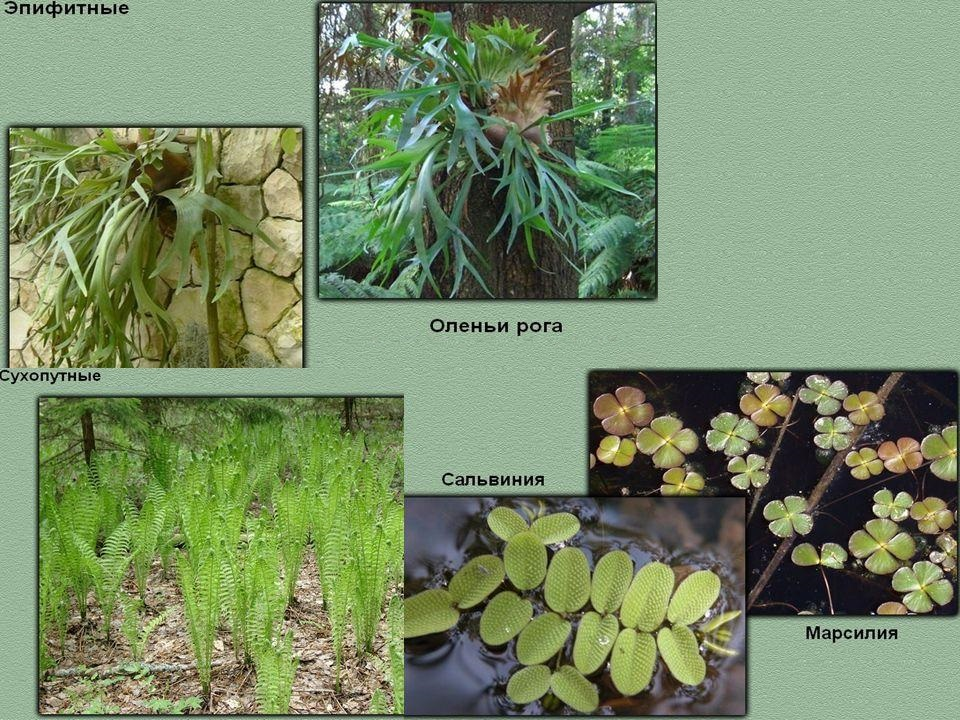 Эпифитные
Оленьи рога
Сухопутные
Сальвиния
Марсилия